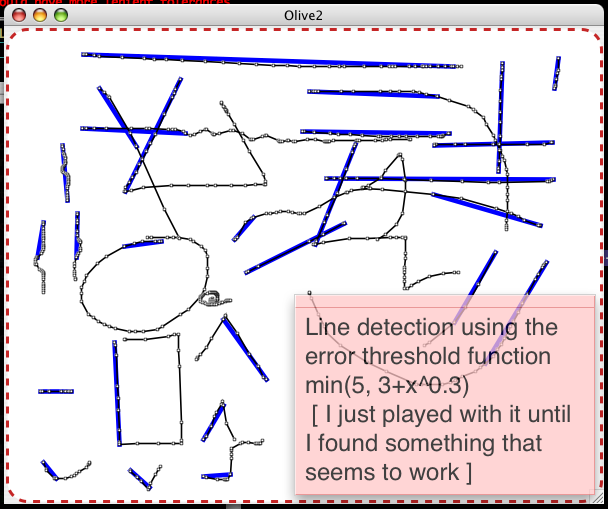 Olive2
Line detection using the
error threshold function
min(5, 3+x^0.3)
[ I just played with it until
I found something that
seems to work ]